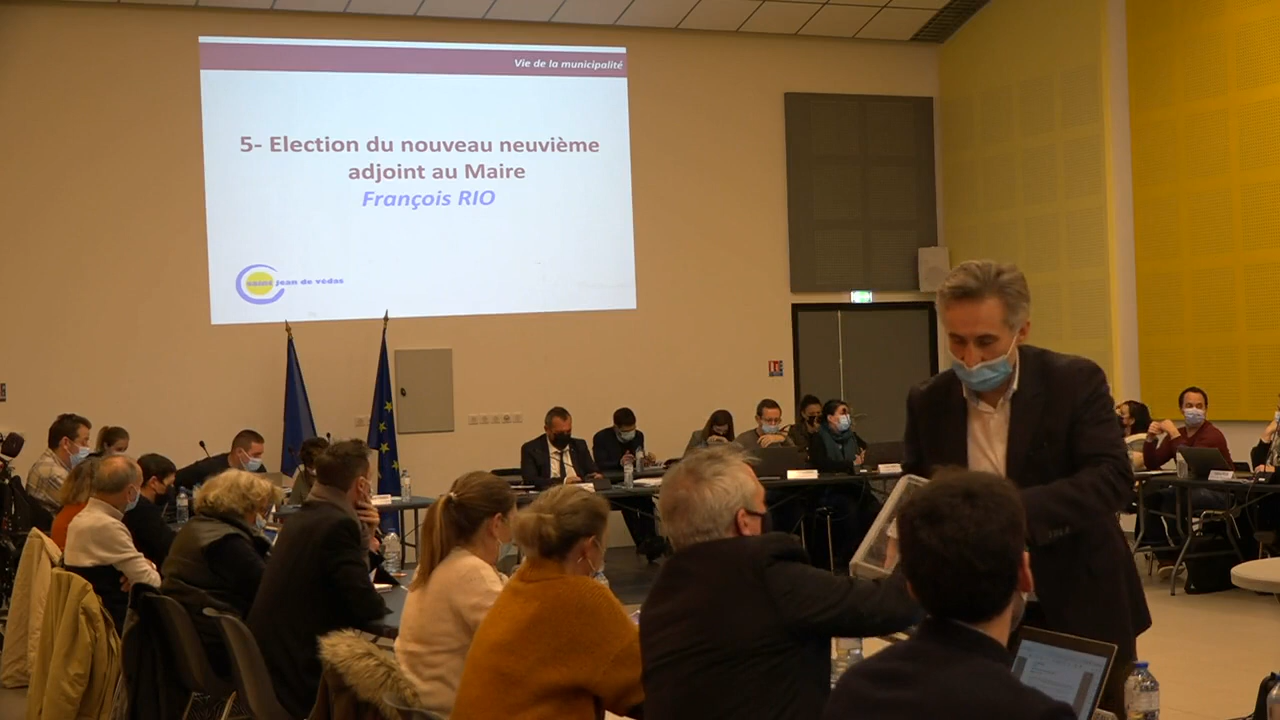 Vie de la municipalité
5- Election du nouveau neuvième
adjoint au Maire
François RIO
saint jean de védas